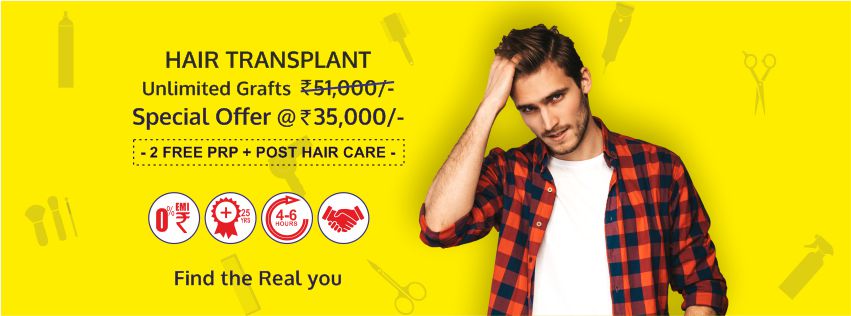 HAIR TRANSPLANT
Unlimited Grafts ₹51,000/-
Special Offer @ ₹35,000/-
- 2 FREE PRP + POST HAIR CARE -
0% EMI ₹
+ 25 YRS
4-6 HOURS
Find the Real you